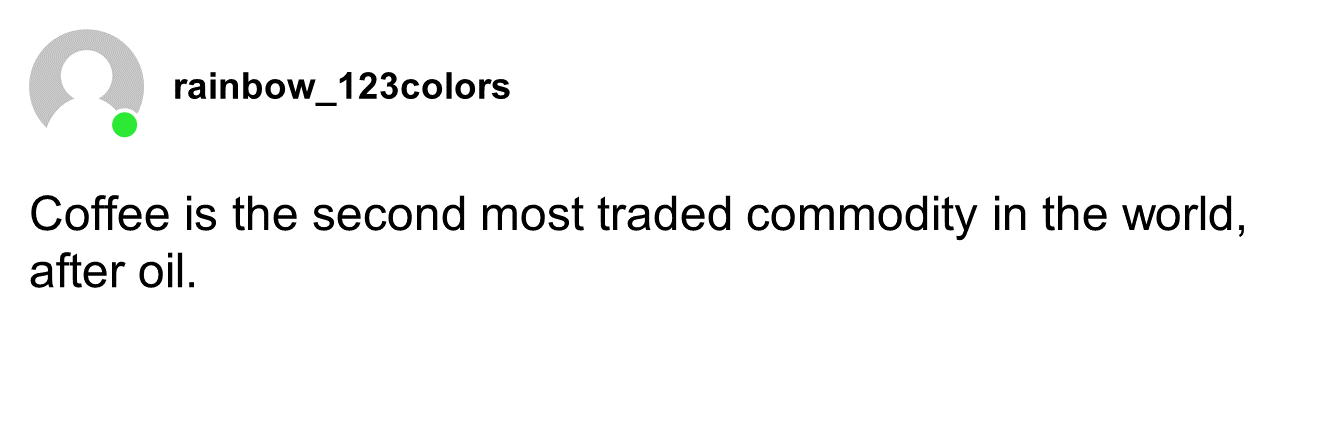 rainbow_123colors
Coffee is the second most traded commodity in the world,
after oil.